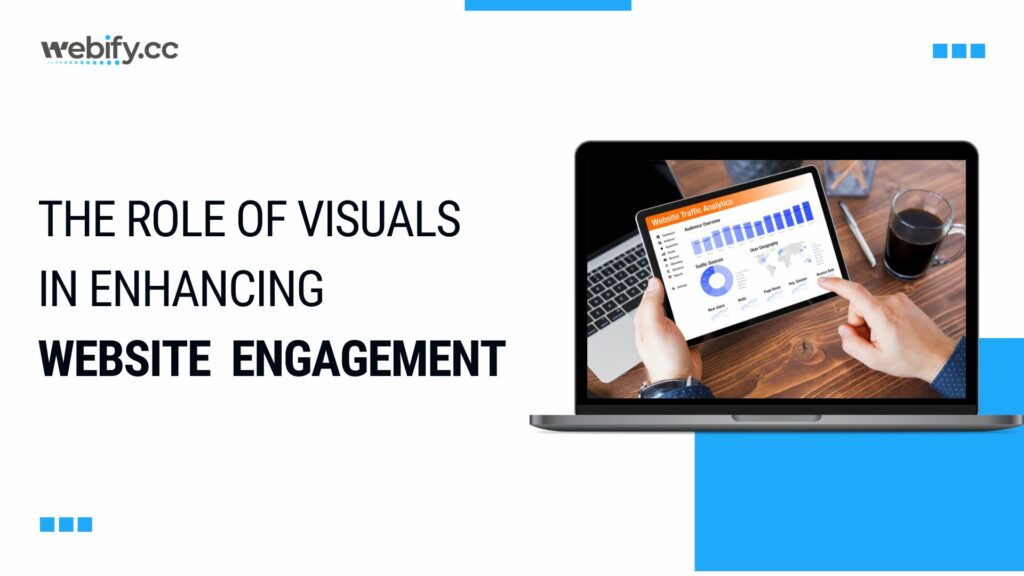 webify.cc
THE ROLE OF VISUALS
IN ENHANCING
WEBSITE ENGAGEMENT
Website Traffic Analytics
Audience Overview
Traffic Sources
User Geography
New Users
Visits
Page Views
Avg. Session
Bounce Rate